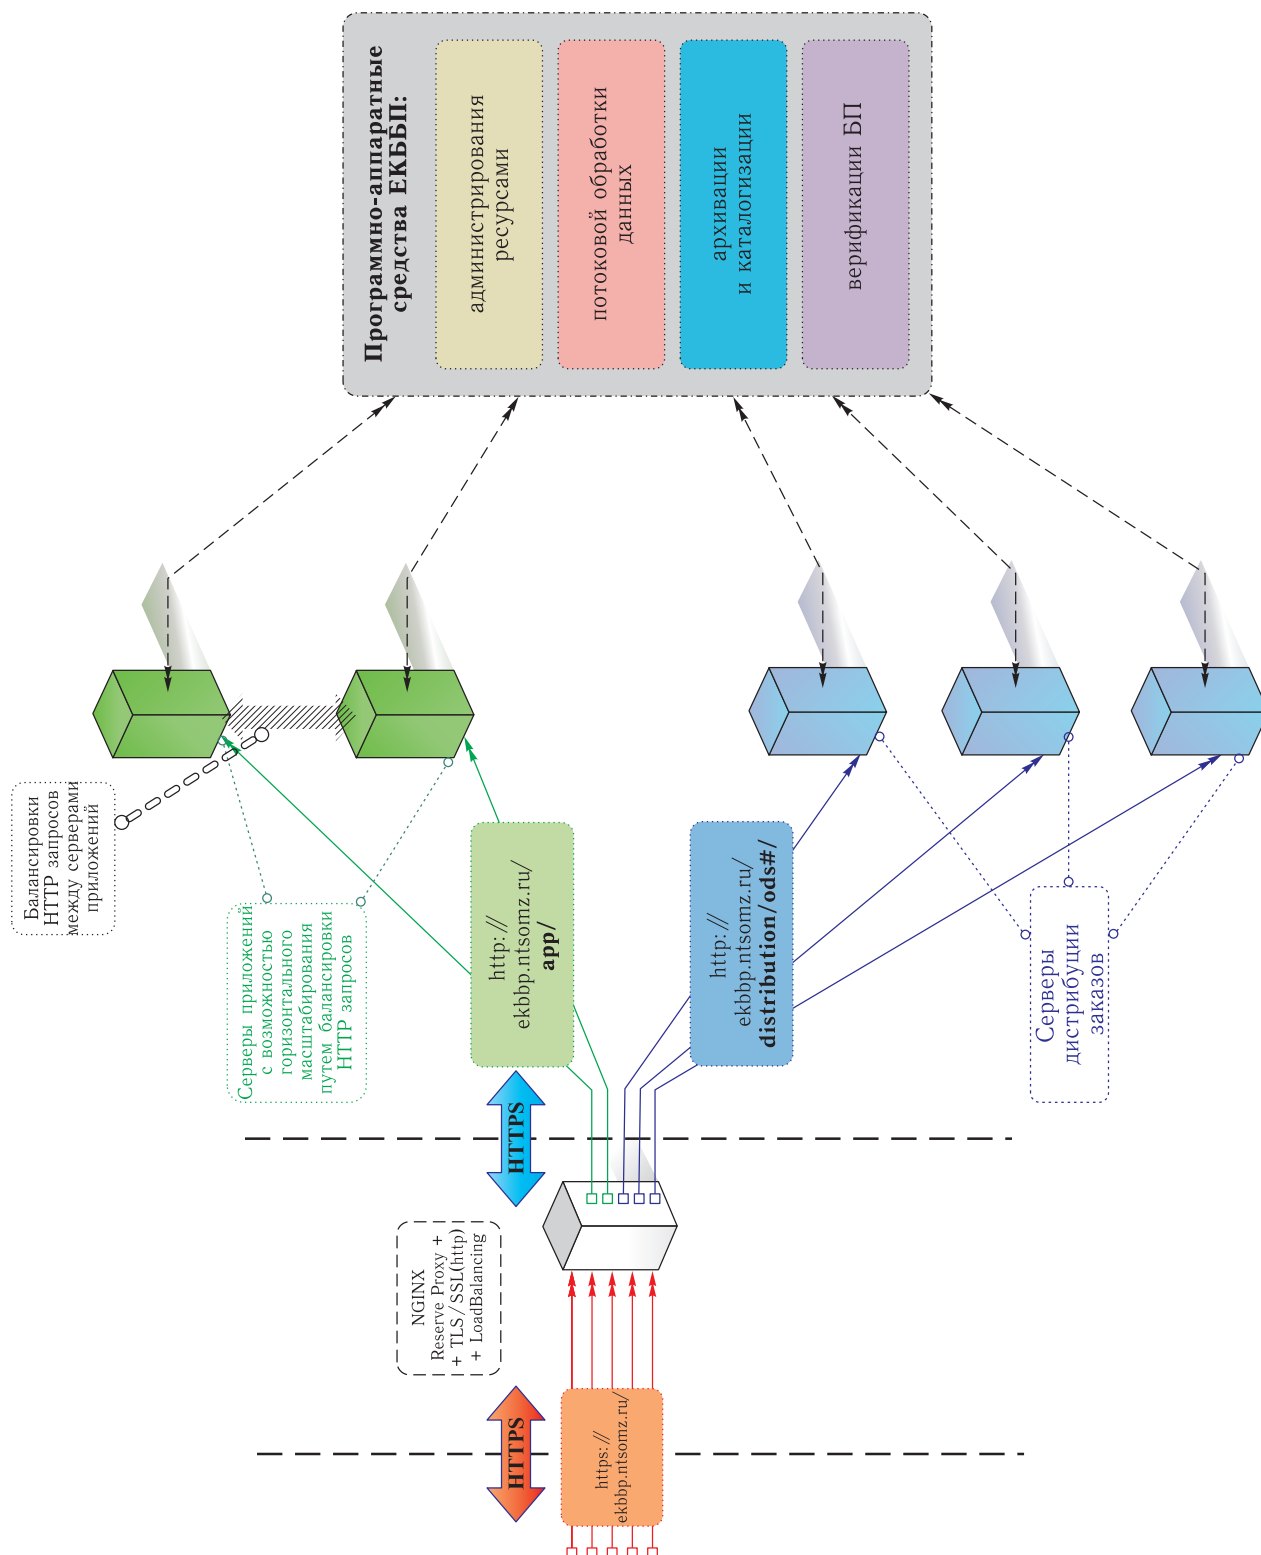 Программно-аппаратные
средства ЕКББП:
администрирования
ресурсами
потоковой обработки
данных
архивации
и каталогизации
верификации БП
Балансировки
HTTP запросов
между серверами
приложений
Серверы приложений
с возможностью
горизонтального
масштабирования
путем балансировки
HTTP запросов
http://
ekbbp.ntsomz.ru/
app/
http://
ekbbp.ntsomz.ru/
distribution/ods#/
Серверы
дистрибуции
заказов
HTTPS
NGINX
Reserve Proxy +
+ TLS/SSL(http)
+ LoadBalancing
HTTPS
https://
ekbbp.ntsomz.ru/